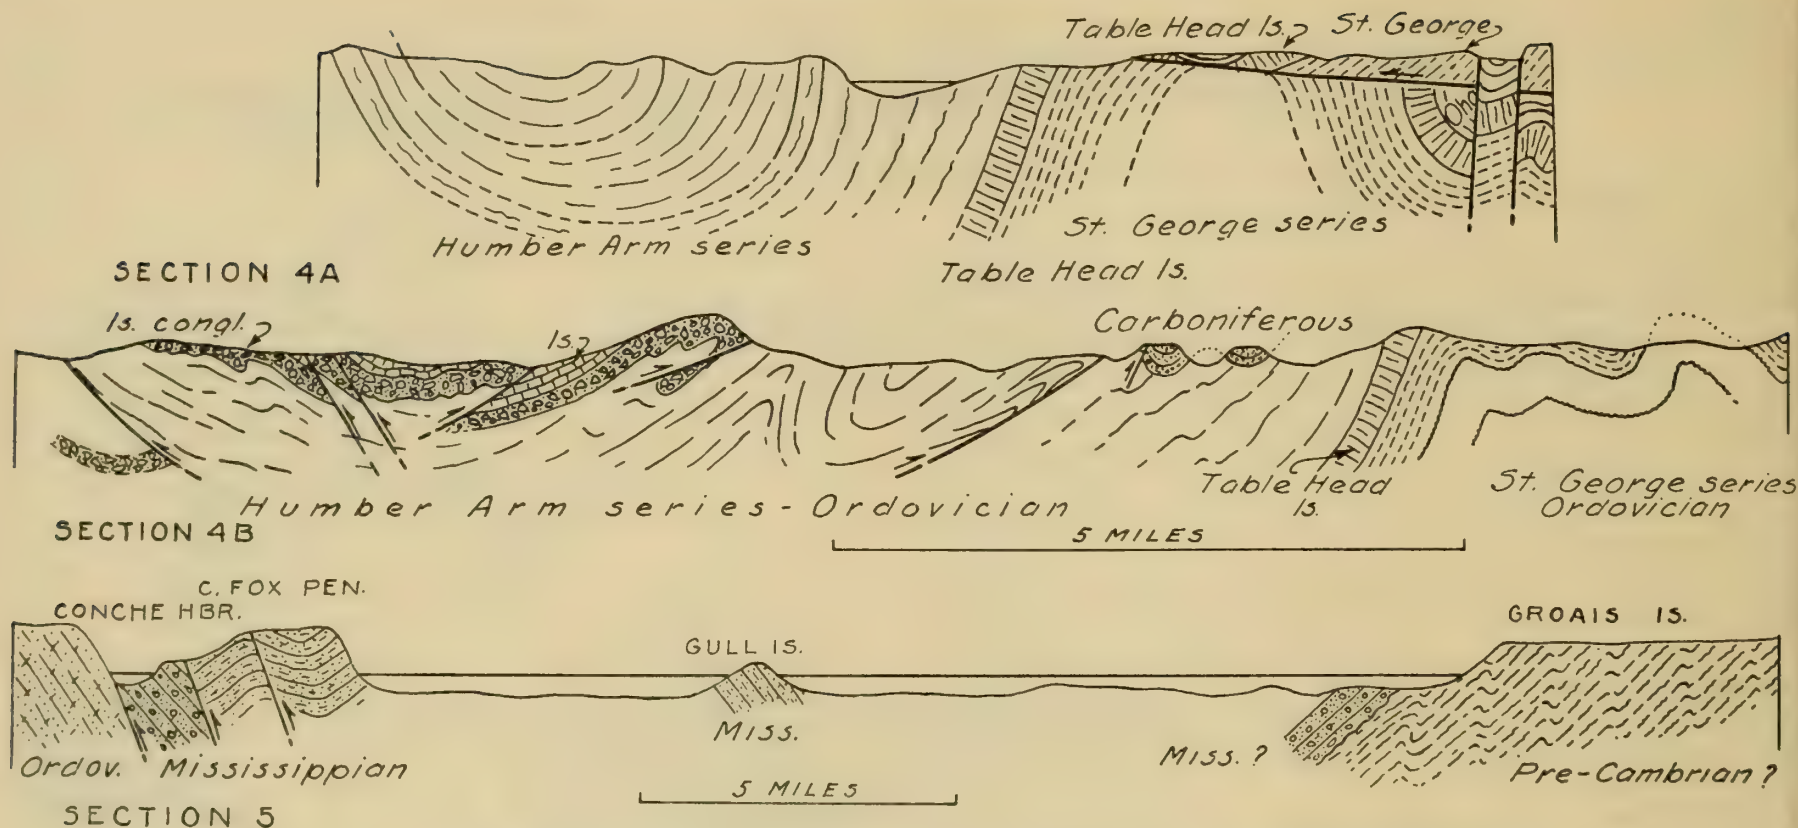 Table Head ls. St. George
Oho
Humber Arm series
St. George series
Table Head ls.
SECTION 4A
ls. congl.
ls.
Carboniferous
Humber Arm series - Ordovician
Table Head
ls.
St. George series
Ordovician
SECTION 4B
5 MILES
C. FOX PEN.
CONCHE HBR.
GULL IS.
GROAIS IS.
MISS.
Miss. ?
Ordov. Mississippian
Pre-Cambrian ?
5 MILES
SECTION 5